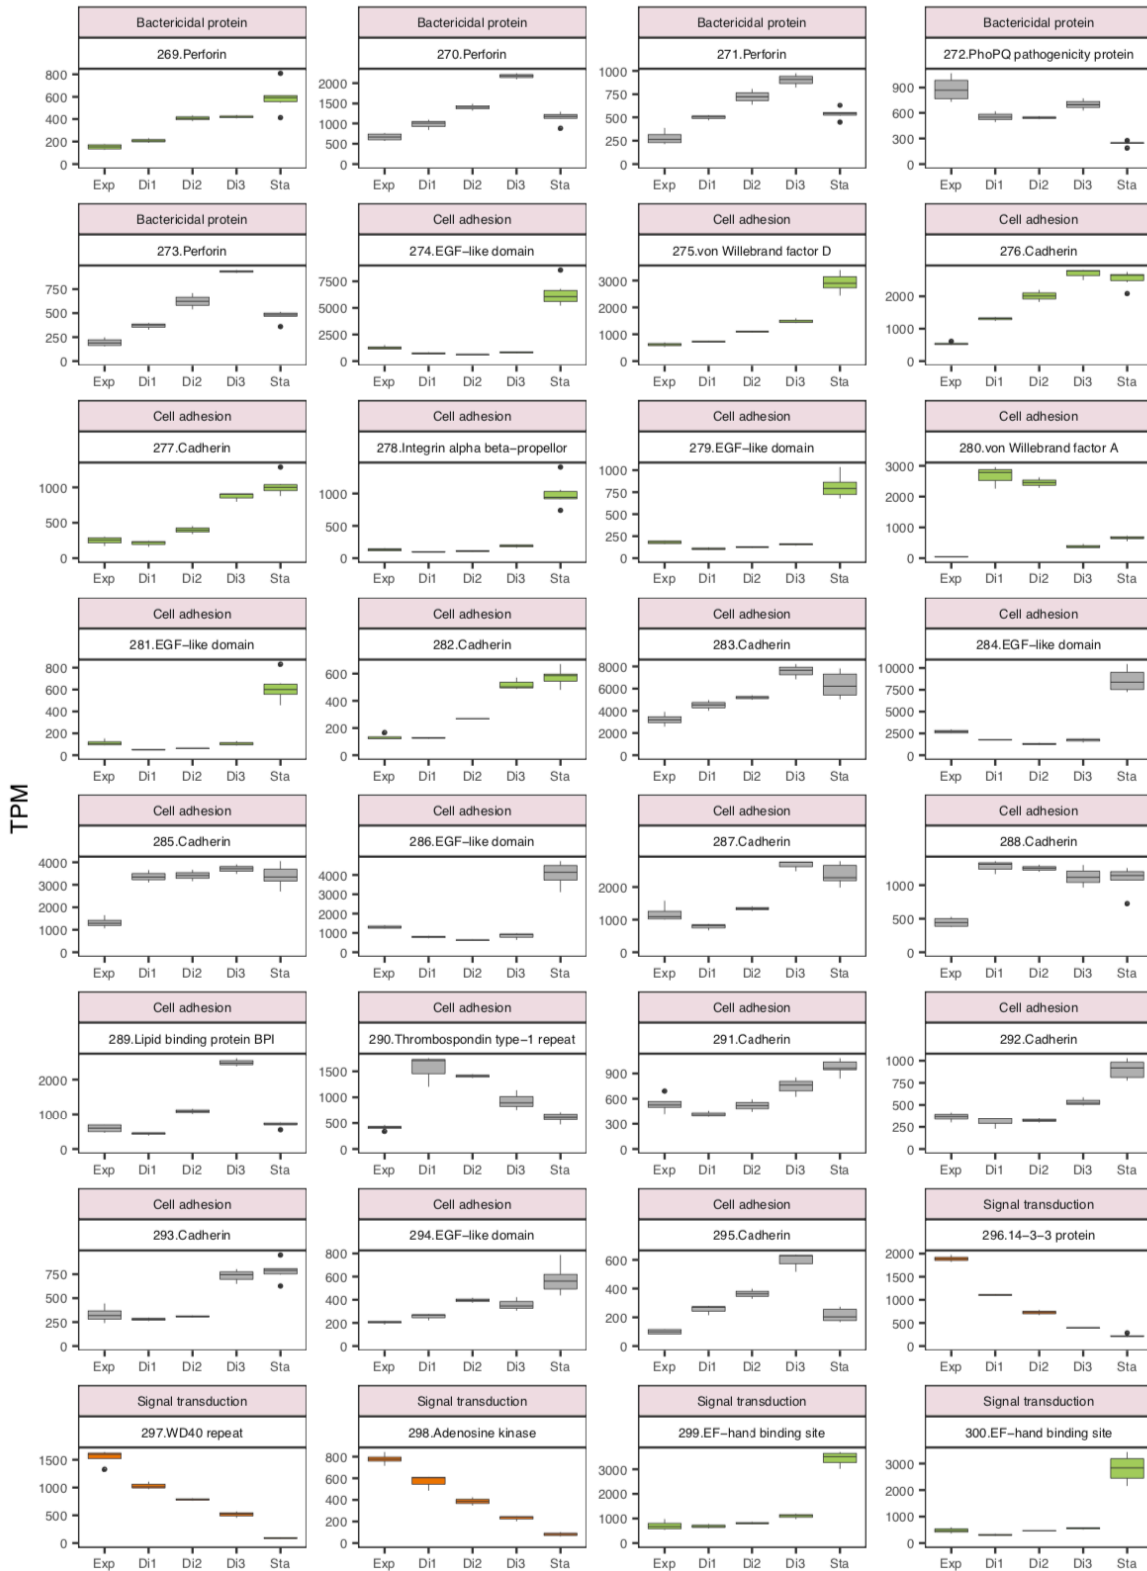 Bactericidal protein
Bactericidal protein
Bactericidal protein
Bactericidal protein
269.Perforin
270.Perforin
271.Perforin
272.PhoPQ pathogenicity protein
800
600
400
200
0
2000
1500
1000
500
0
1000
750
500
250
0
900
600
300
0
Exp Di1 Di2 Di3 Sta
Exp Di1 Di2 Di3 Sta
Exp Di1 Di2 Di3 Sta
Exp Di1 Di2 Di3 Sta
Bactericidal protein
Cell adhesion
Cell adhesion
Cell adhesion
273.Perforin
274.EGF−like domain
275.von Willebrand factor D
276.Cadherin
750
500
250
0
7500
5000
2500
0
3000
2000
1000
0
2000
1000
0
Exp Di1 Di2 Di3 Sta
Exp Di1 Di2 Di3 Sta
Exp Di1 Di2 Di3 Sta
Exp Di1 Di2 Di3 Sta
Cell adhesion
Cell adhesion
Cell adhesion
Cell adhesion
277.Cadherin
278.Integrin alpha beta−propellor
279.EGF−like domain
280.von Willebrand factor A
1000
500
0
1000
500
0
1000
750
500
250
0
3000
2000
1000
0
Exp Di1 Di2 Di3 Sta
Exp Di1 Di2 Di3 Sta
Exp Di1 Di2 Di3 Sta
Exp Di1 Di2 Di3 Sta
Cell adhesion
Cell adhesion
Cell adhesion
Cell adhesion
281.EGF−like domain
282.Cadherin
283.Cadherin
284.EGF−like domain
800
600
400
200
0
600
400
200
0
8000
6000
4000
2000
0
10000
7500
5000
2500
0
Exp Di1 Di2 Di3 Sta
Exp Di1 Di2 Di3 Sta
Exp Di1 Di2 Di3 Sta
Exp Di1 Di2 Di3 Sta
TPM
Cell adhesion
Cell adhesion
Cell adhesion
Cell adhesion
285.Cadherin
286.EGF−like domain
287.Cadherin
288.Cadherin
4000
3000
2000
1000
0
4000
3000
2000
1000
0
2000
1000
0
1000
500
0
Exp Di1 Di2 Di3 Sta
Exp Di1 Di2 Di3 Sta
Exp Di1 Di2 Di3 Sta
Exp Di1 Di2 Di3 Sta
Cell adhesion
Cell adhesion
Cell adhesion
Cell adhesion
289.Lipid binding protein BPI
290.Thrombospondin type−1 repeat
291.Cadherin
292.Cadherin
2000
1000
0
1500
1000
500
0
900
600
300
0
1000
750
500
250
0
Exp Di1 Di2 Di3 Sta
Exp Di1 Di2 Di3 Sta
Exp Di1 Di2 Di3 Sta
Exp Di1 Di2 Di3 Sta
Cell adhesion
Cell adhesion
Cell adhesion
Signal transduction
293.Cadherin
294.EGF−like domain
295.Cadherin
296.14−3−3 protein
750
500
250
0
800
600
400
200
0
600
400
200
0
2000
1500
1000
500
0
Exp Di1 Di2 Di3 Sta
Exp Di1 Di2 Di3 Sta
Exp Di1 Di2 Di3 Sta
Exp Di1 Di2 Di3 Sta
Signal transduction
Signal transduction
Signal transduction
Signal transduction
297.WD40 repeat
298.Adenosine kinase
299.EF−hand binding site
300.EF−hand binding site
1500
1000
500
0
800
600
400
200
0
3000
2000
1000
0
3000
2000
1000
0
Exp Di1 Di2 Di3 Sta
Exp Di1 Di2 Di3 Sta
Exp Di1 Di2 Di3 Sta
Exp Di1 Di2 Di3 Sta